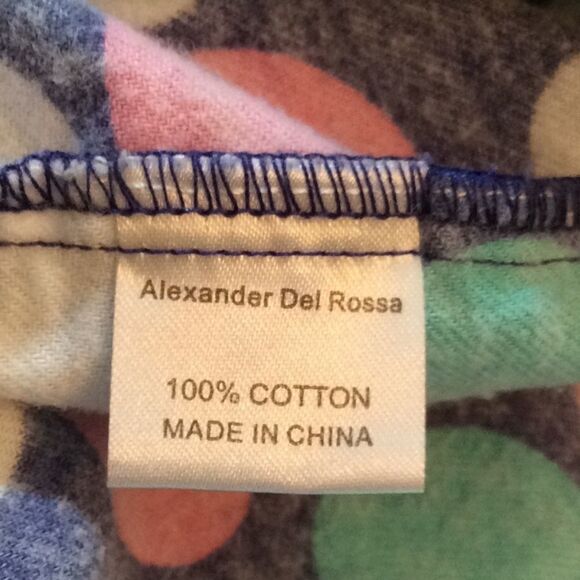 Alexander Del Rossa
100% COTTON
MADE IN CHINA